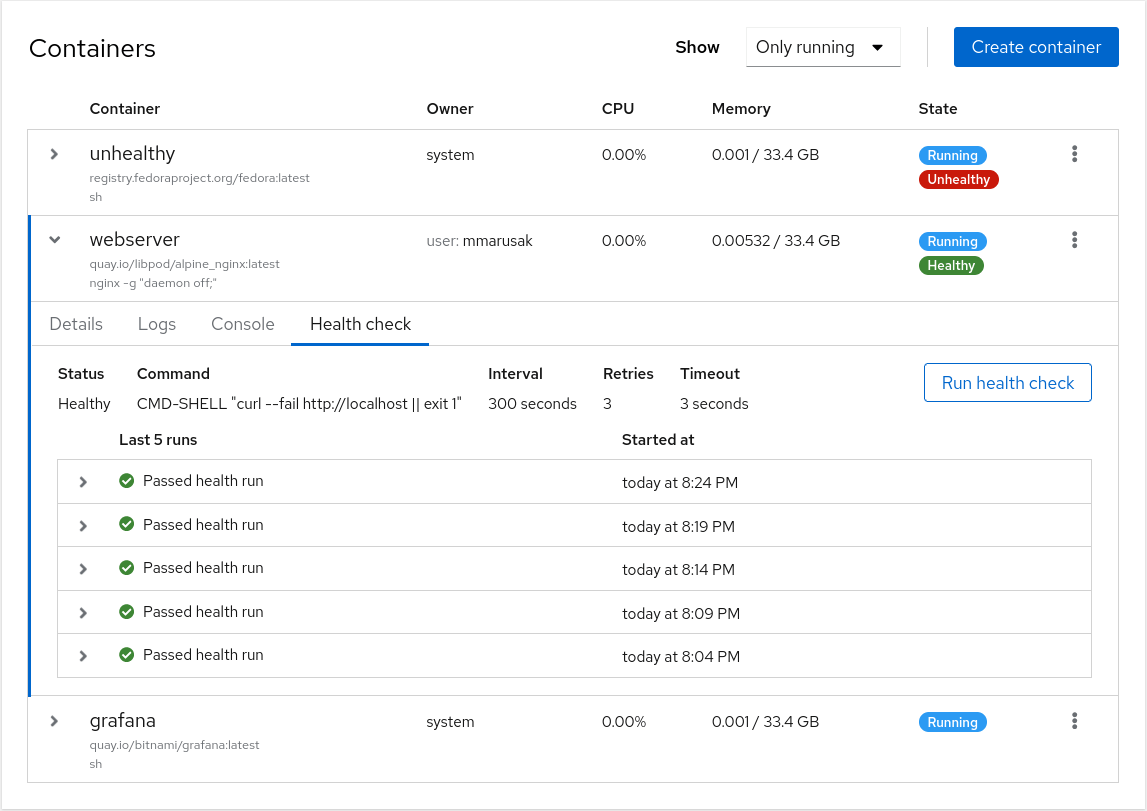 Containers Show Only running Create container
Container Owner CPU Memory State
unhealthy system 0.00% 0.001 / 33.4 GB Running
registry.fedoraproject.org/fedora:latest Unhealthy
sh
webserver user: mmarusak 0.00% 0.00532 / 33.4 GB Running
quay.io/libpod/alpine_nginx:latest Healthy
nginx -g "daemon off;"
Details Logs Console Health check
Status Command Interval Retries Timeout Run health check
Healthy CMD-SHELL "curl --fail http://localhost || exit 1" 300 seconds 3 3 seconds
Last 5 runs Started at
Passed health run today at 8:24 PM
Passed health run today at 8:19 PM
Passed health run today at 8:14 PM
Passed health run today at 8:09 PM
Passed health run today at 8:04 PM
grafana system 0.00% 0.001 / 33.4 GB Running
quay.io/bitnami/grafana:latest
sh